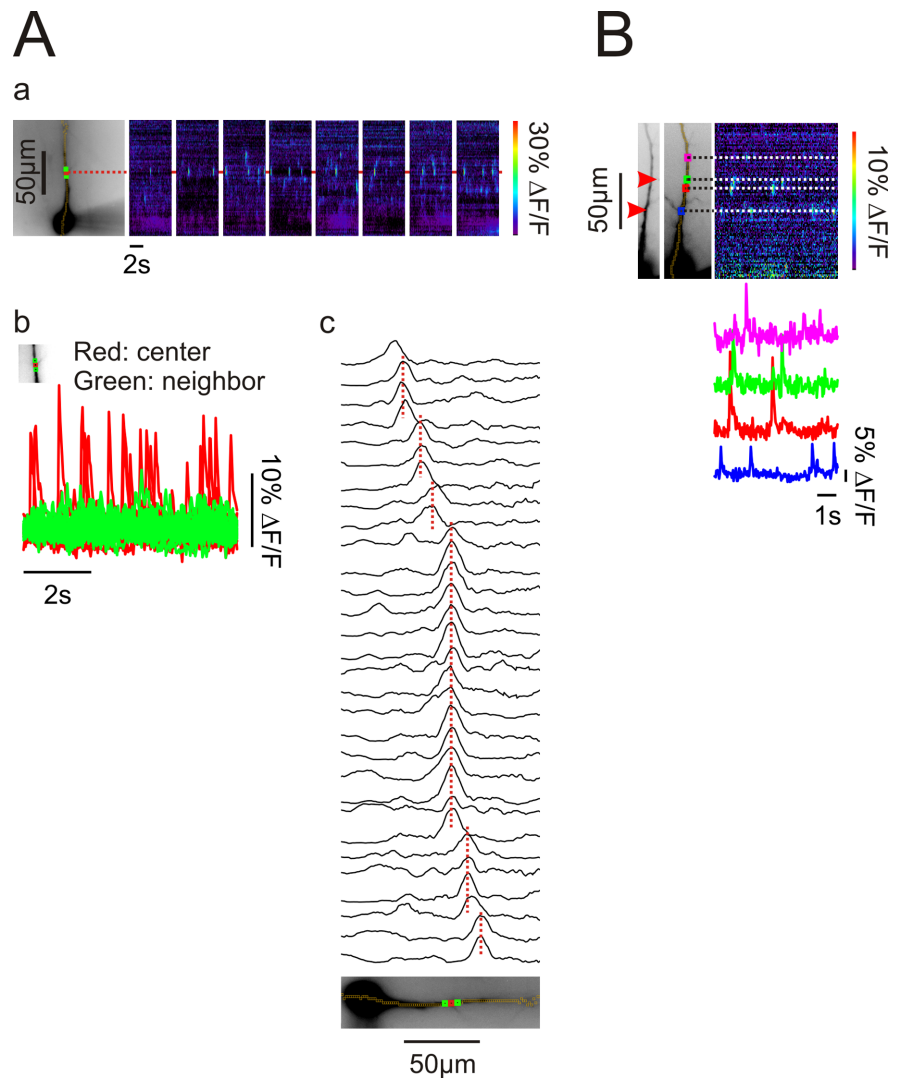 A
a
50μm
30% ΔF/F
2s
b
Red: center
Green: neighbor
10% ΔF/F
2s
c
50μm
B
50μm
10% ΔF/F
5% ΔF/F
1s